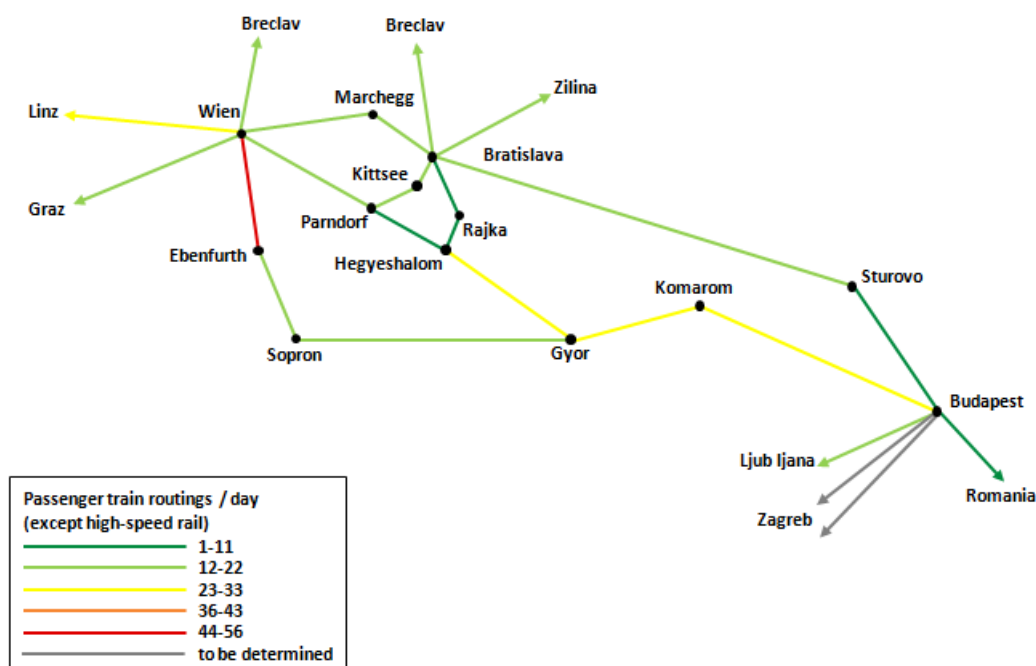 Breclav
Breclav
Zilina
Linz
Wien
Marchegg
Bratislava
Kittsee
Graz
Parndorf
Rajka
Ebenfurth
Hegyeshalom
Sturovo
Komarom
Sopron
Gyor
Budapest
Ljub ljana
Romania
Zagreb
Passenger train routings / day
(except high-speed rail)
1-11
12-22
23-33
36-43
44-56
to be determined